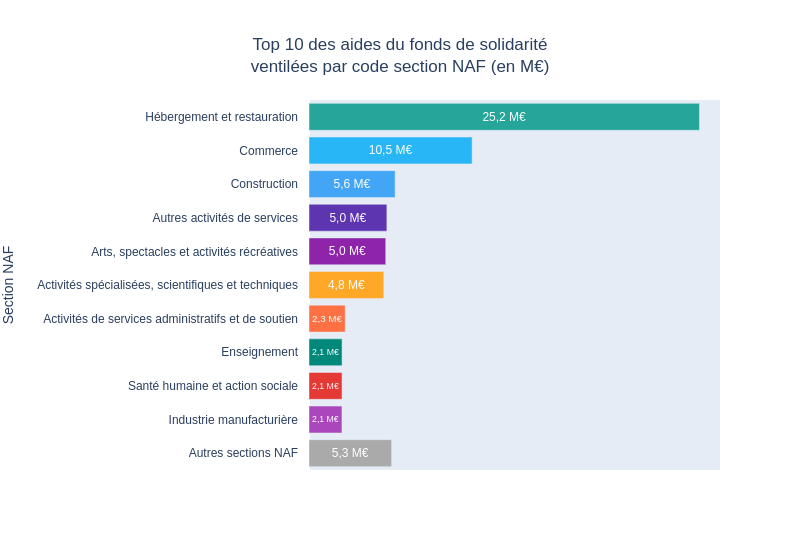 Top 10 des aides du fonds de solidarité
ventilées par code section NAF (en M€)
Section NAF
Hébergement et restauration 25,2 M€
Commerce 10,5 M€
Construction 5,6 M€
Autres activités de services 5,0 M€
Arts, spectacles et activités récréatives 5,0 M€
Activités spécialisées, scientifiques et techniques 4,8 M€
Activités de services administratifs et de soutien 2,3 M€
Enseignement 2,1 M€
Santé humaine et action sociale 2,1 M€
Industrie manufacturière 2,1 M€
Autres sections NAF 5,3 M€